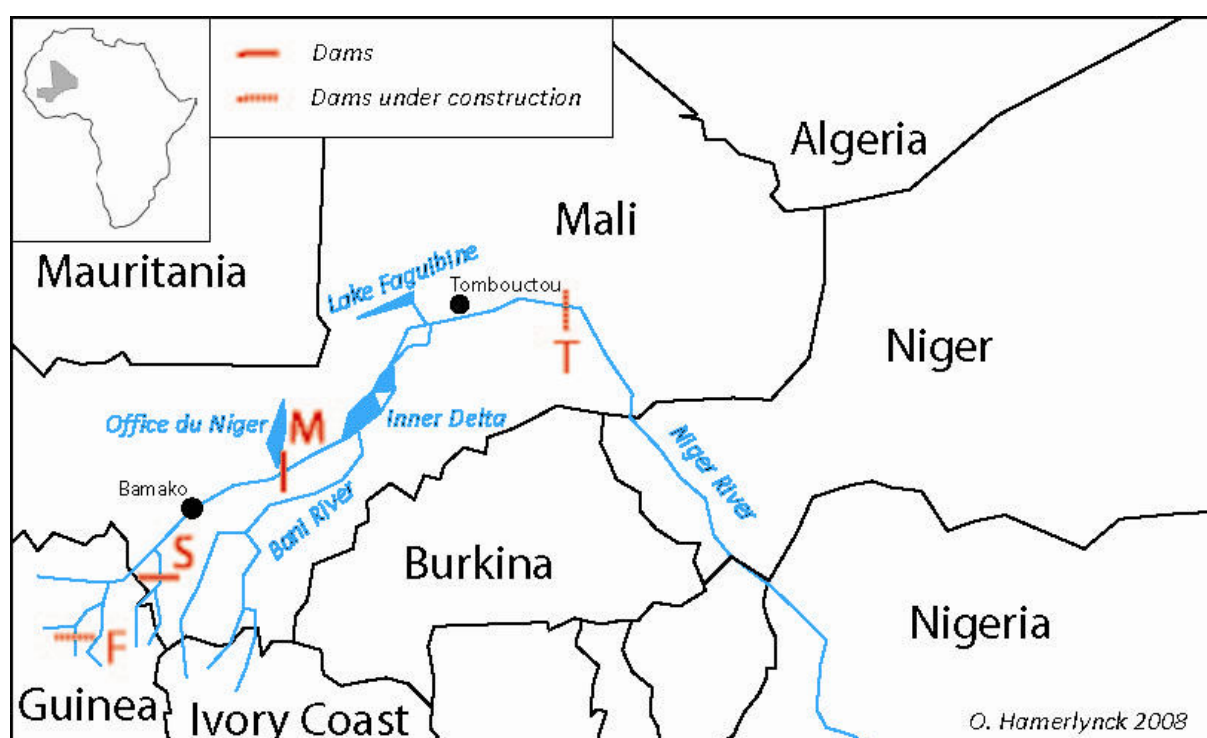 Dams
Dams under construction
Algeria
Mali
Mauritania
Lake Faguibine
Tombouctou
Niger
T
Office du Niger
M
Inner Delta
Niger River
Bamako
Bani River
S
Burkina
F
Nigeria
Guinea
Ivory Coast
O. Hamerlynck 2008